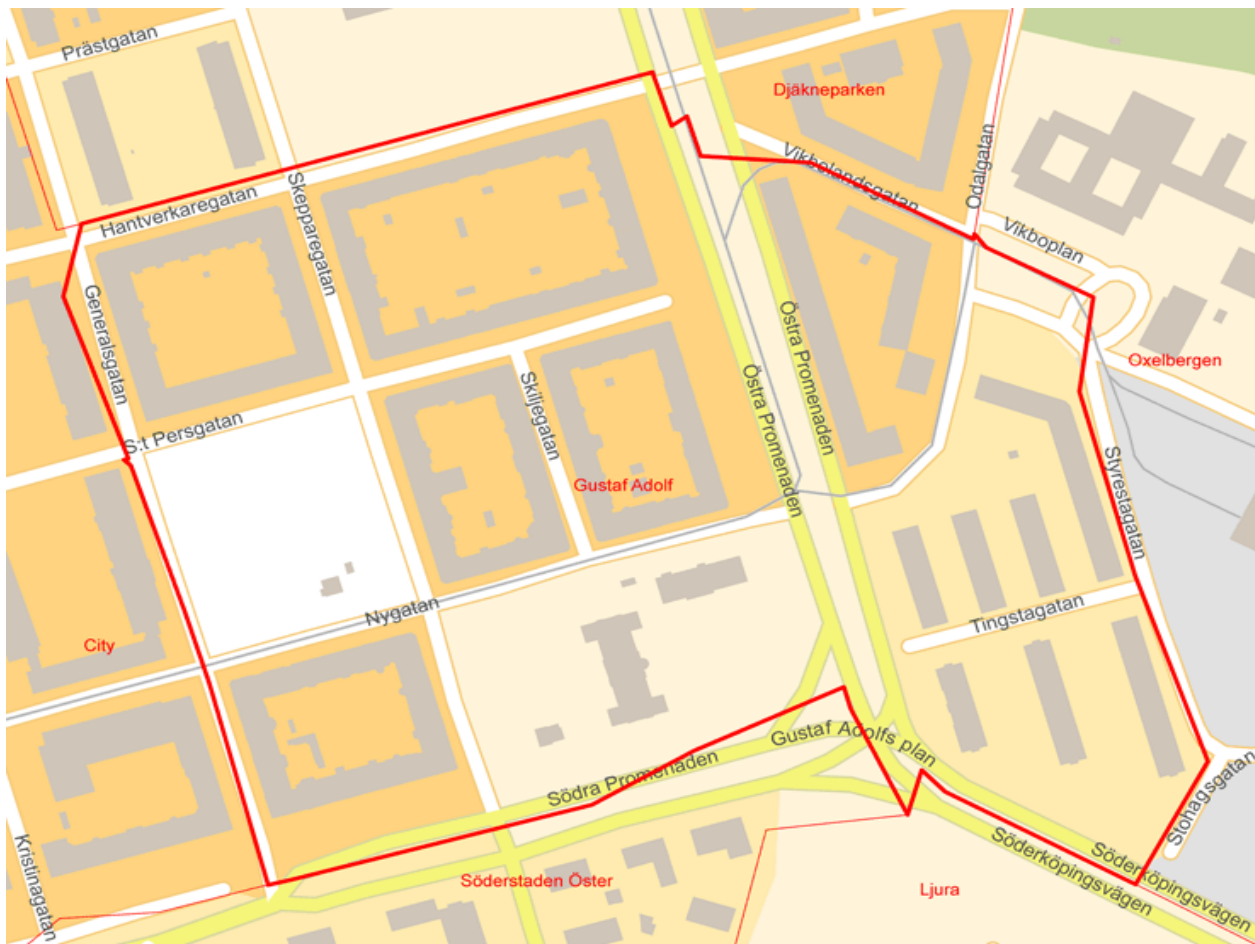 Prästgatan
Djäkneparken
Hantverkaregatan
Skepparegatan
Vikbolandsgatan
Odalgatan
Vikboplan
Generalsgatan
Östra Promenaden
Östra Promenaden
Oxelbergen
S:t Persgatan
Skiljegatan
Gustaf Adolf
Styrestagatan
Nygatan
Tingstagatan
City
Gustaf Adolfs plan
Södra Promenaden
Stohagsgatan
Kristinagatan
Söderstaden Öster
Ljura
Söderköpingsvägen
Söderköpingsvägen